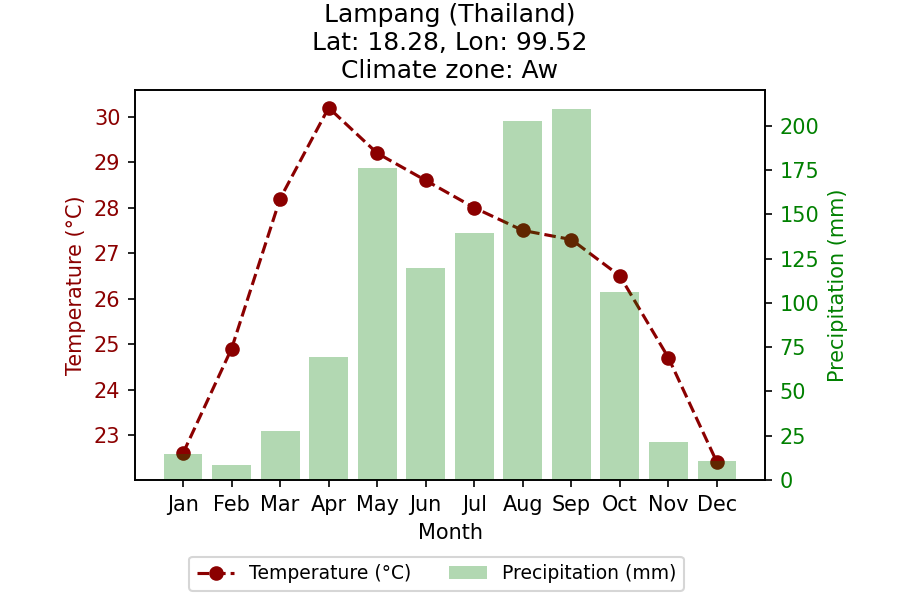 Lampang (Thailand)
Lat: 18.28, Lon: 99.52
Climate zone: Aw
Temperature (°C)
30
29
28
27
26
25
24
23
Precipitation (mm)
200
175
150
125
100
75
50
25
0
Jan Feb Mar Apr May Jun Jul Aug Sep Oct Nov Dec
Month
Temperature (°C) Precipitation (mm)